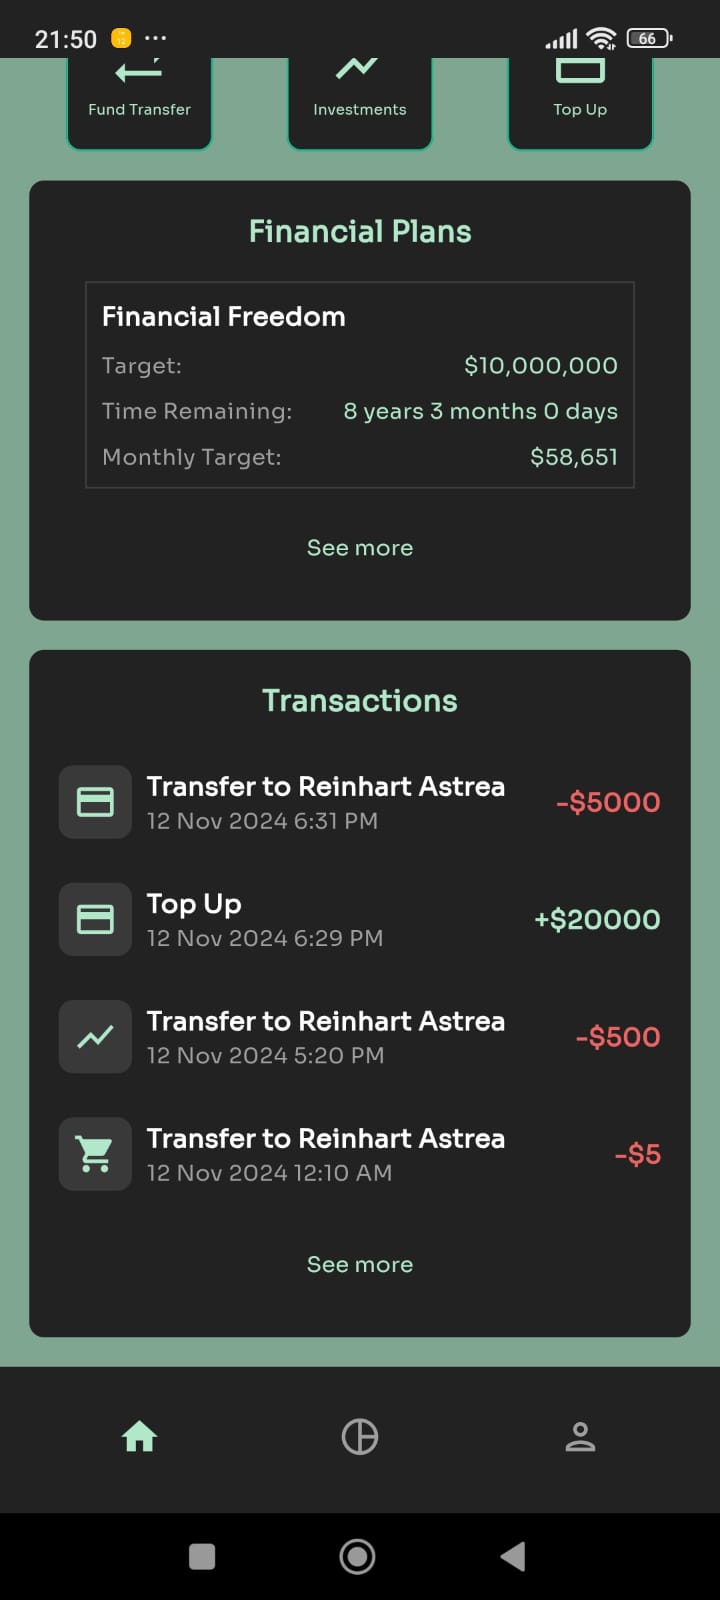 21:50
66
Fund Transfer
Investments
Top Up
Financial Plans
Financial Freedom
Target: $10,000,000
Time Remaining: 8 years 3 months 0 days
Monthly Target: $58,651
See more
Transactions
Transfer to Reinhart Astrea -$5000
12 Nov 2024 6:31 PM
Top Up +$20000
12 Nov 2024 6:29 PM
Transfer to Reinhart Astrea -$500
12 Nov 2024 5:20 PM
Transfer to Reinhart Astrea -$5
12 Nov 2024 12:10 AM
See more